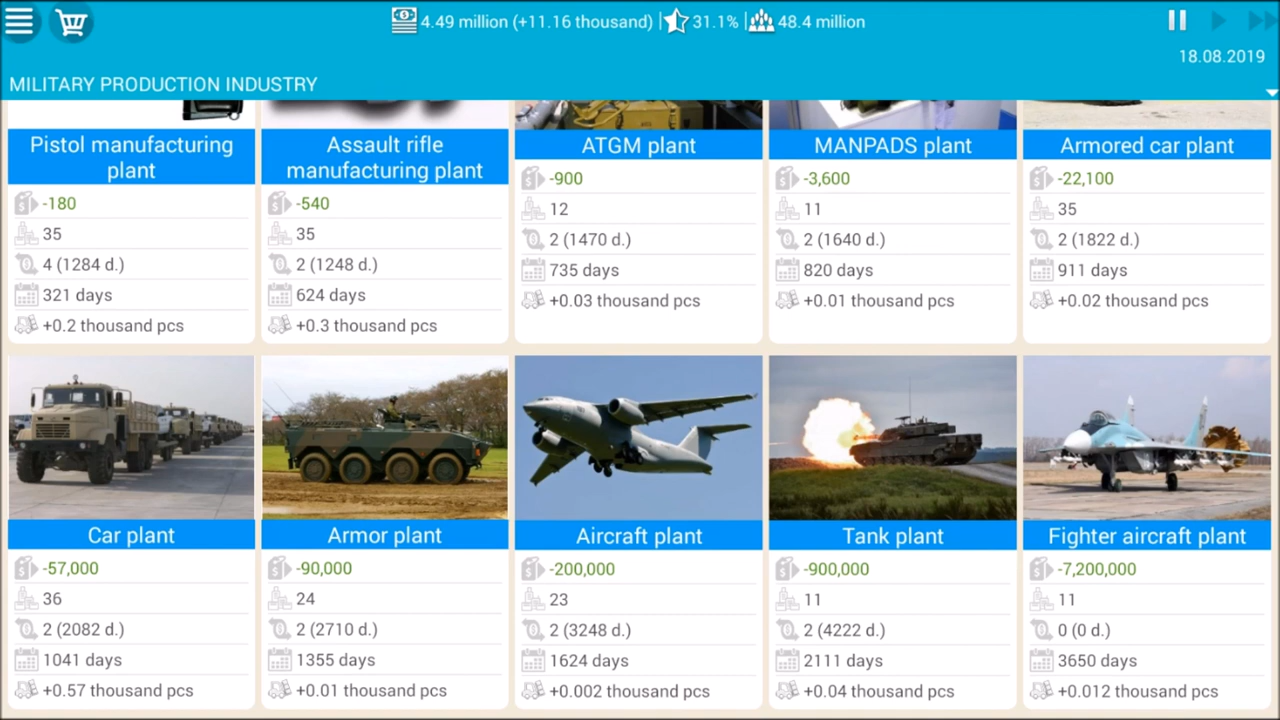 4.49 million (+11.16 thousand) | 31.1% | 48.4 million
18.08.2019
MILITARY PRODUCTION INDUSTRY
Pistol manufacturing
plant
-180
35
4 (1284 d.)
321 days
+0.2 thousand pcs
Assault rifle
manufacturing plant
-540
35
2 (1248 d.)
624 days
+0.3 thousand pcs
ATGM plant
-900
12
2 (1470 d.)
735 days
+0.03 thousand pcs
MANPADS plant
-3,600
11
2 (1640 d.)
820 days
+0.01 thousand pcs
Armored car plant
-22,100
35
2 (1822 d.)
911 days
+0.02 thousand pcs
Car plant
-57,000
36
2 (2082 d.)
1041 days
+0.57 thousand pcs
Armor plant
-90,000
24
2 (2710 d.)
1355 days
+0.01 thousand pcs
Aircraft plant
-200,000
23
2 (3248 d.)
1624 days
+0.002 thousand pcs
Tank plant
-900,000
11
2 (4222 d.)
2111 days
+0.04 thousand pcs
Fighter aircraft plant
-7,200,000
11
0 (0 d.)
3650 days
+0.012 thousand pcs